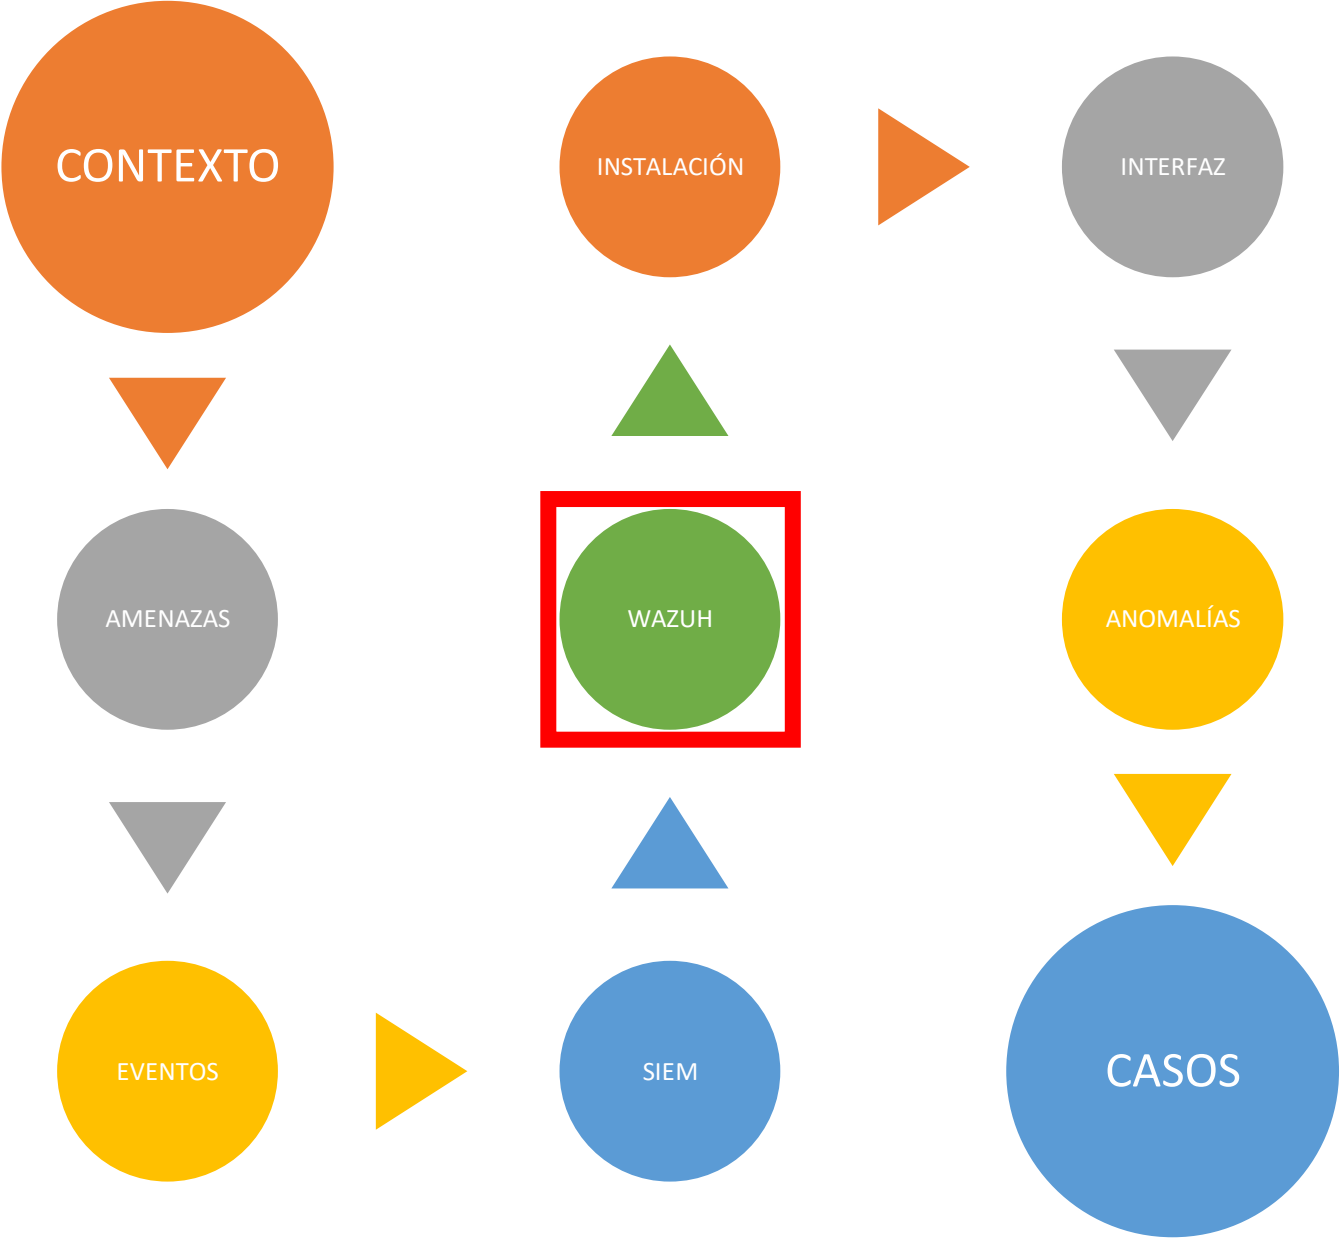 CONTEXTO
INSTALACIÓN
INTERFAZ
AMENAZAS
WAZUH
ANOMALÍAS
EVENTOS
SIEM
CASOS